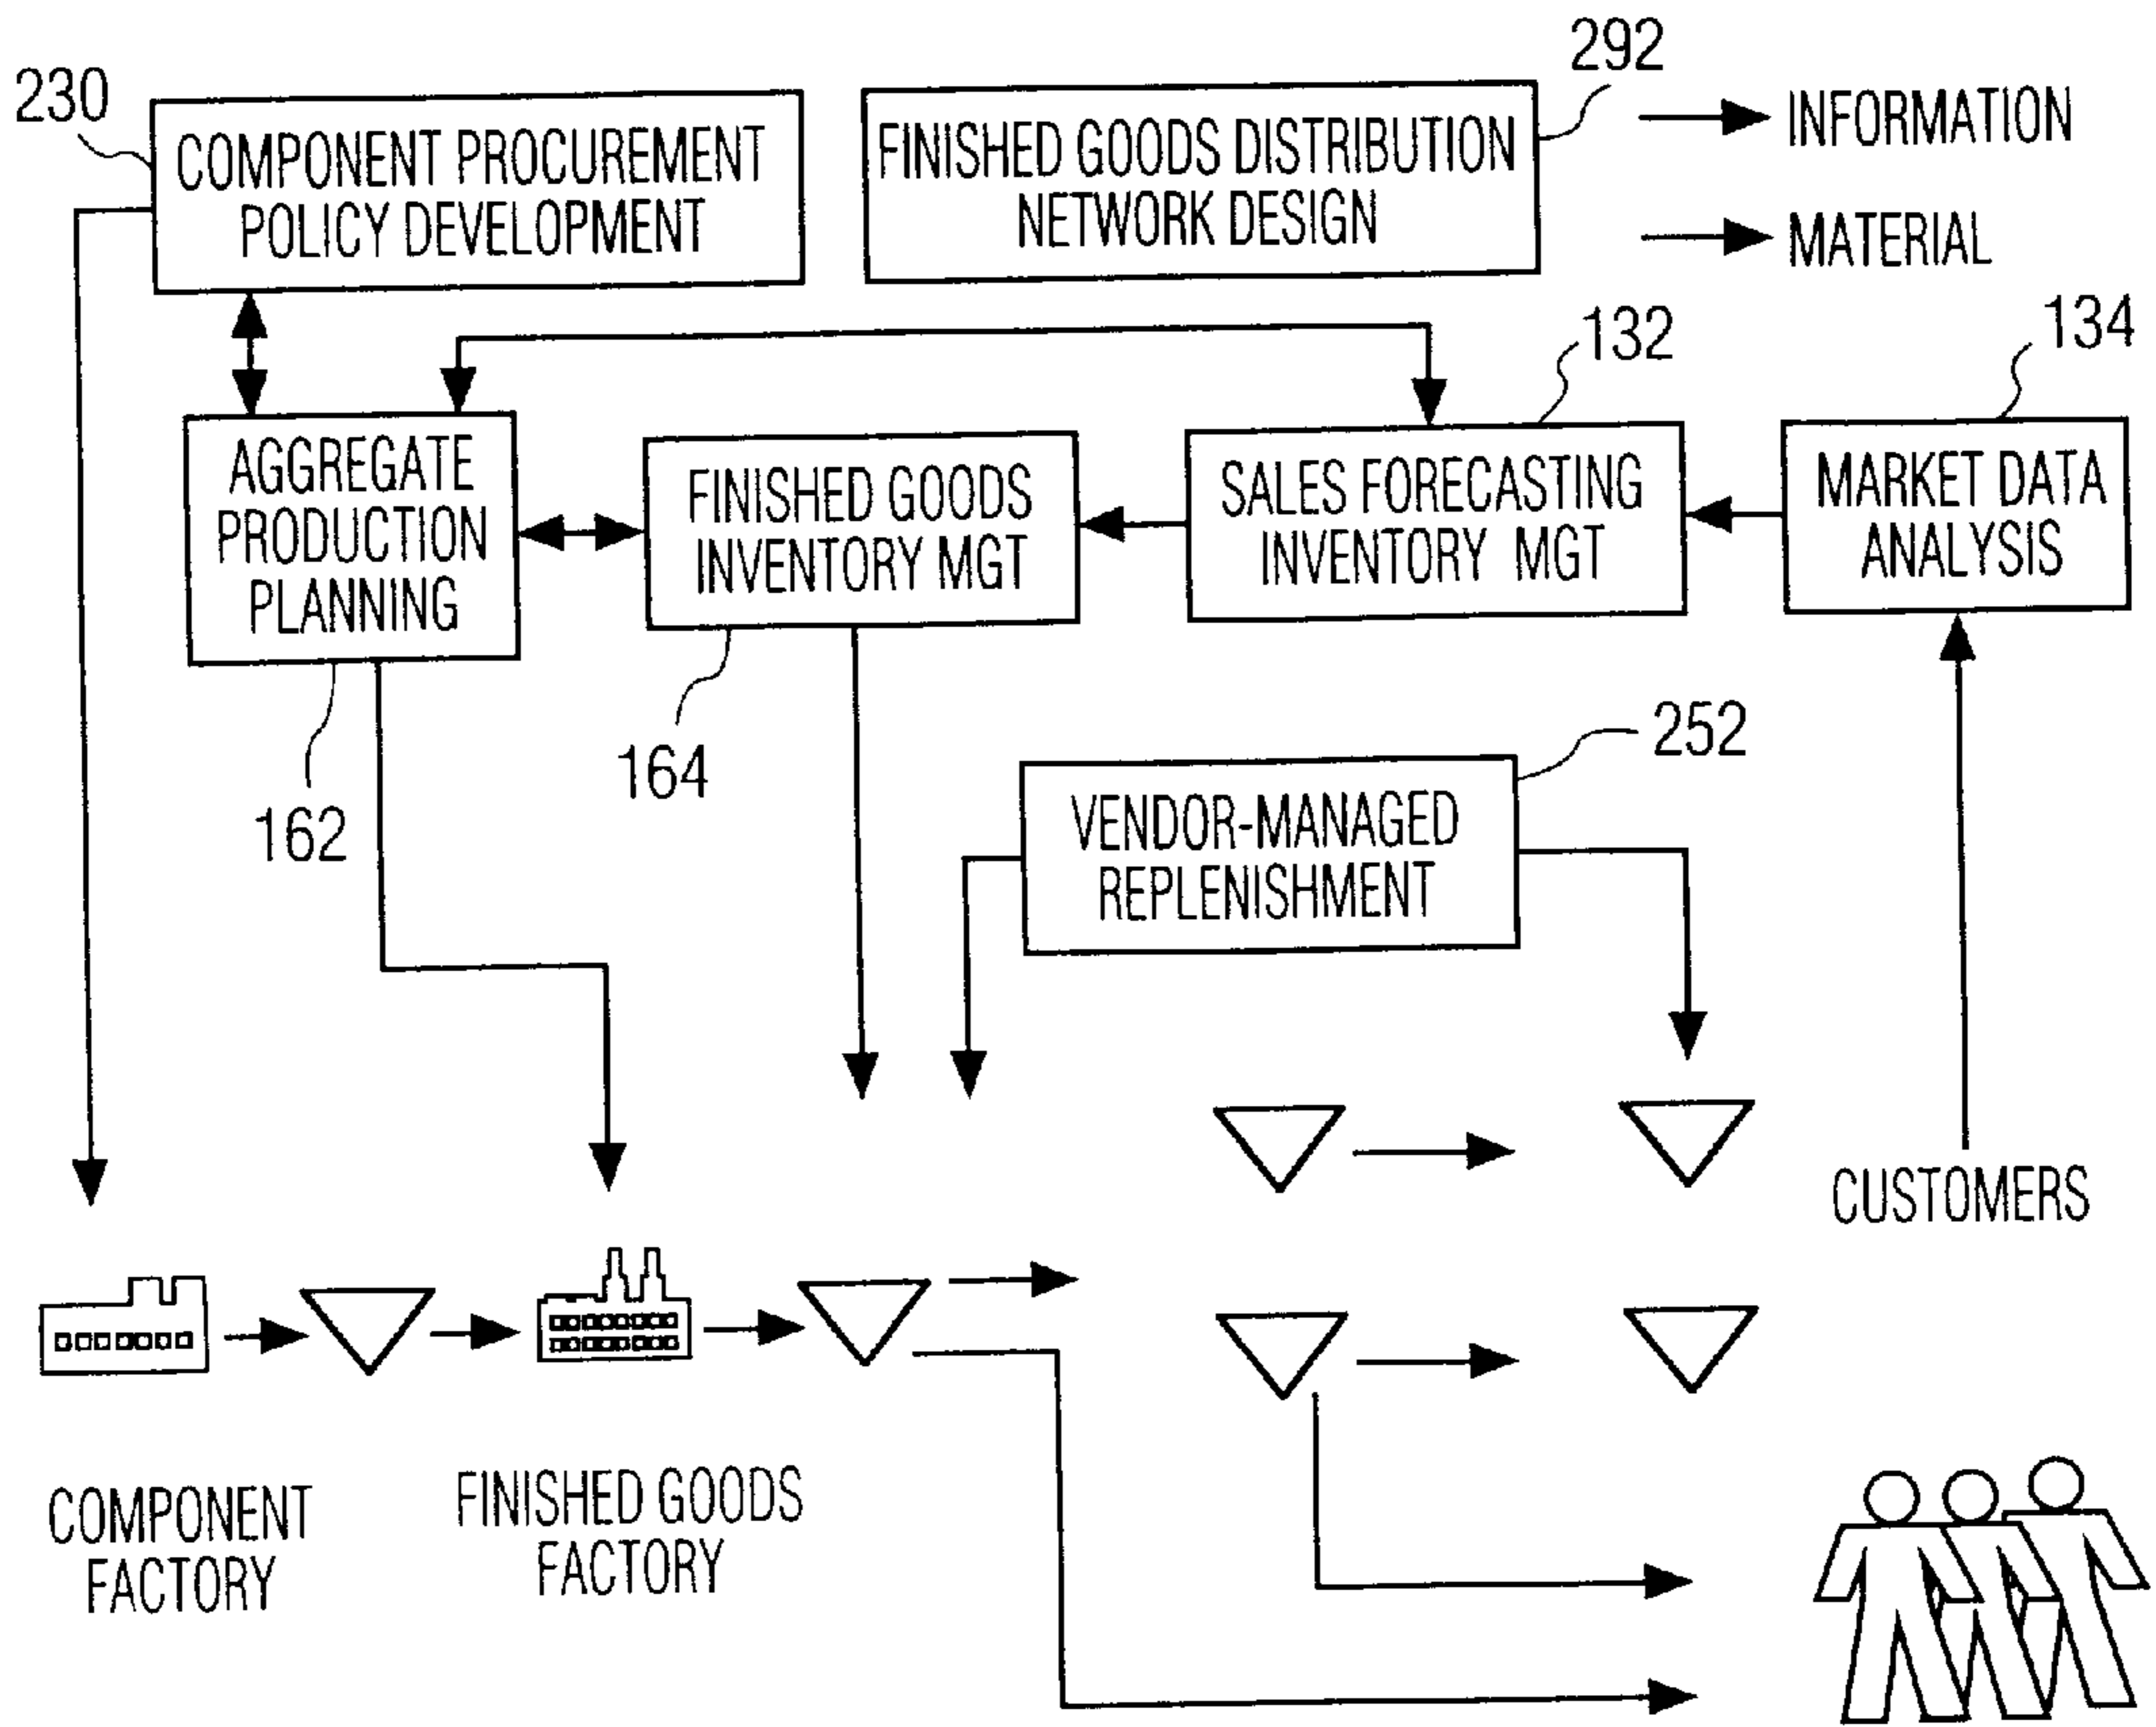 292
230
COMPONENT PROCUREMENT
POLICY DEVELOPMENT
FINISHED GOODS DISTRIBUTION
NETWORK DESIGN
INFORMATION
MATERIAL
132
134
AGGREGATE
PRODUCTION
PLANNING
FINISHED GOODS
INVENTORY MGT
SALES FORECASTING
INVENTORY MGT
MARKET DATA
ANALYSIS
162
164
252
VENDOR-MANAGED
REPLENISHMENT
CUSTOMERS
COMPONENT
FACTORY
FINISHED GOODS
FACTORY